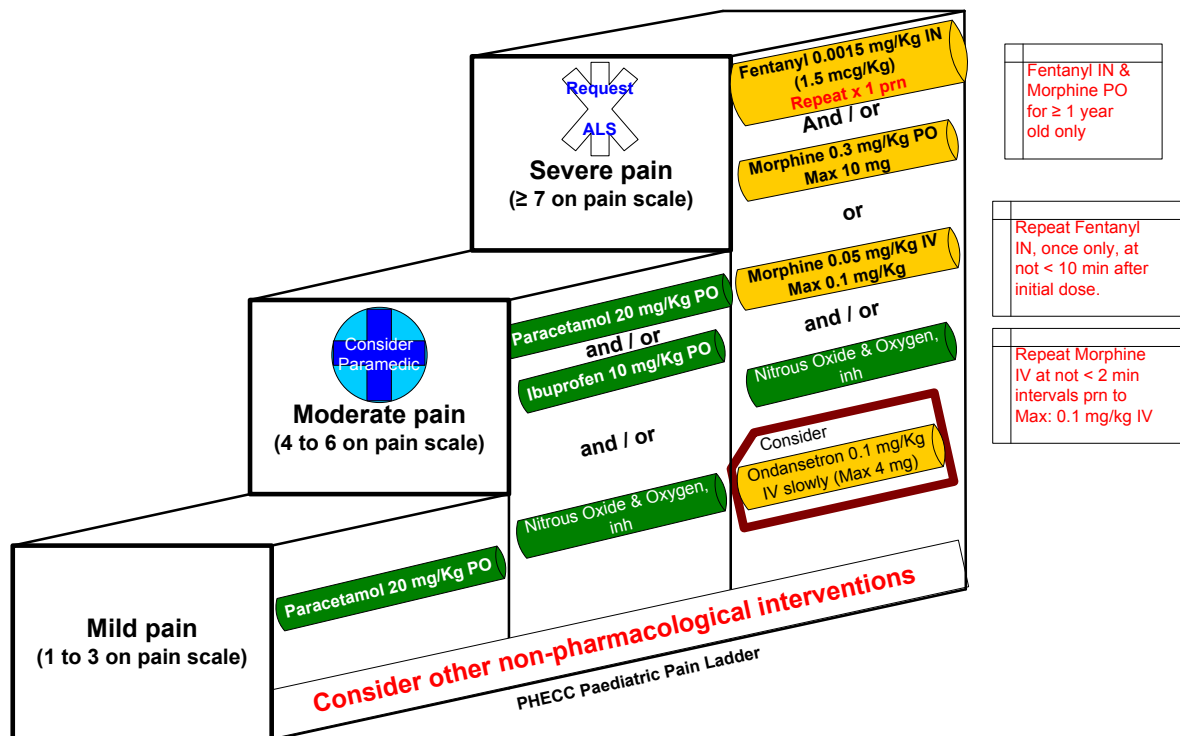 Request
ALS
Severe pain
(≥ 7 on pain scale)
Fentanyl 0.0015 mg/Kg IN
(1.5 mcg/Kg)
Repeat x 1 prn
And / or
Morphine 0.3 mg/Kg PO
Max 10 mg
or
Morphine 0.05 mg/Kg IV
Max 0.1 mg/Kg
and / or
Nitrous Oxide & Oxygen,
inh
Consider
Ondansetron 0.1 mg/Kg
IV slowly (Max 4 mg)
Fentanyl IN &
Morphine PO
for ≥ 1 year
old only
Repeat Fentanyl
IN, once only, at
not < 10 min after
initial dose.
Repeat Morphine
IV at not < 2 min
intervals prn to
Max: 0.1 mg/kg IV
Consider
Paramedic
Moderate pain
(4 to 6 on pain scale)
Paracetamol 20 mg/Kg PO
and / or
Ibuprofen 10 mg/Kg PO
and / or
Nitrous Oxide & Oxygen,
inh
Mild pain
(1 to 3 on pain scale)
Paracetamol 20 mg/Kg PO
Consider other non-pharmacological interventions
PHECC Paediatric Pain Ladder